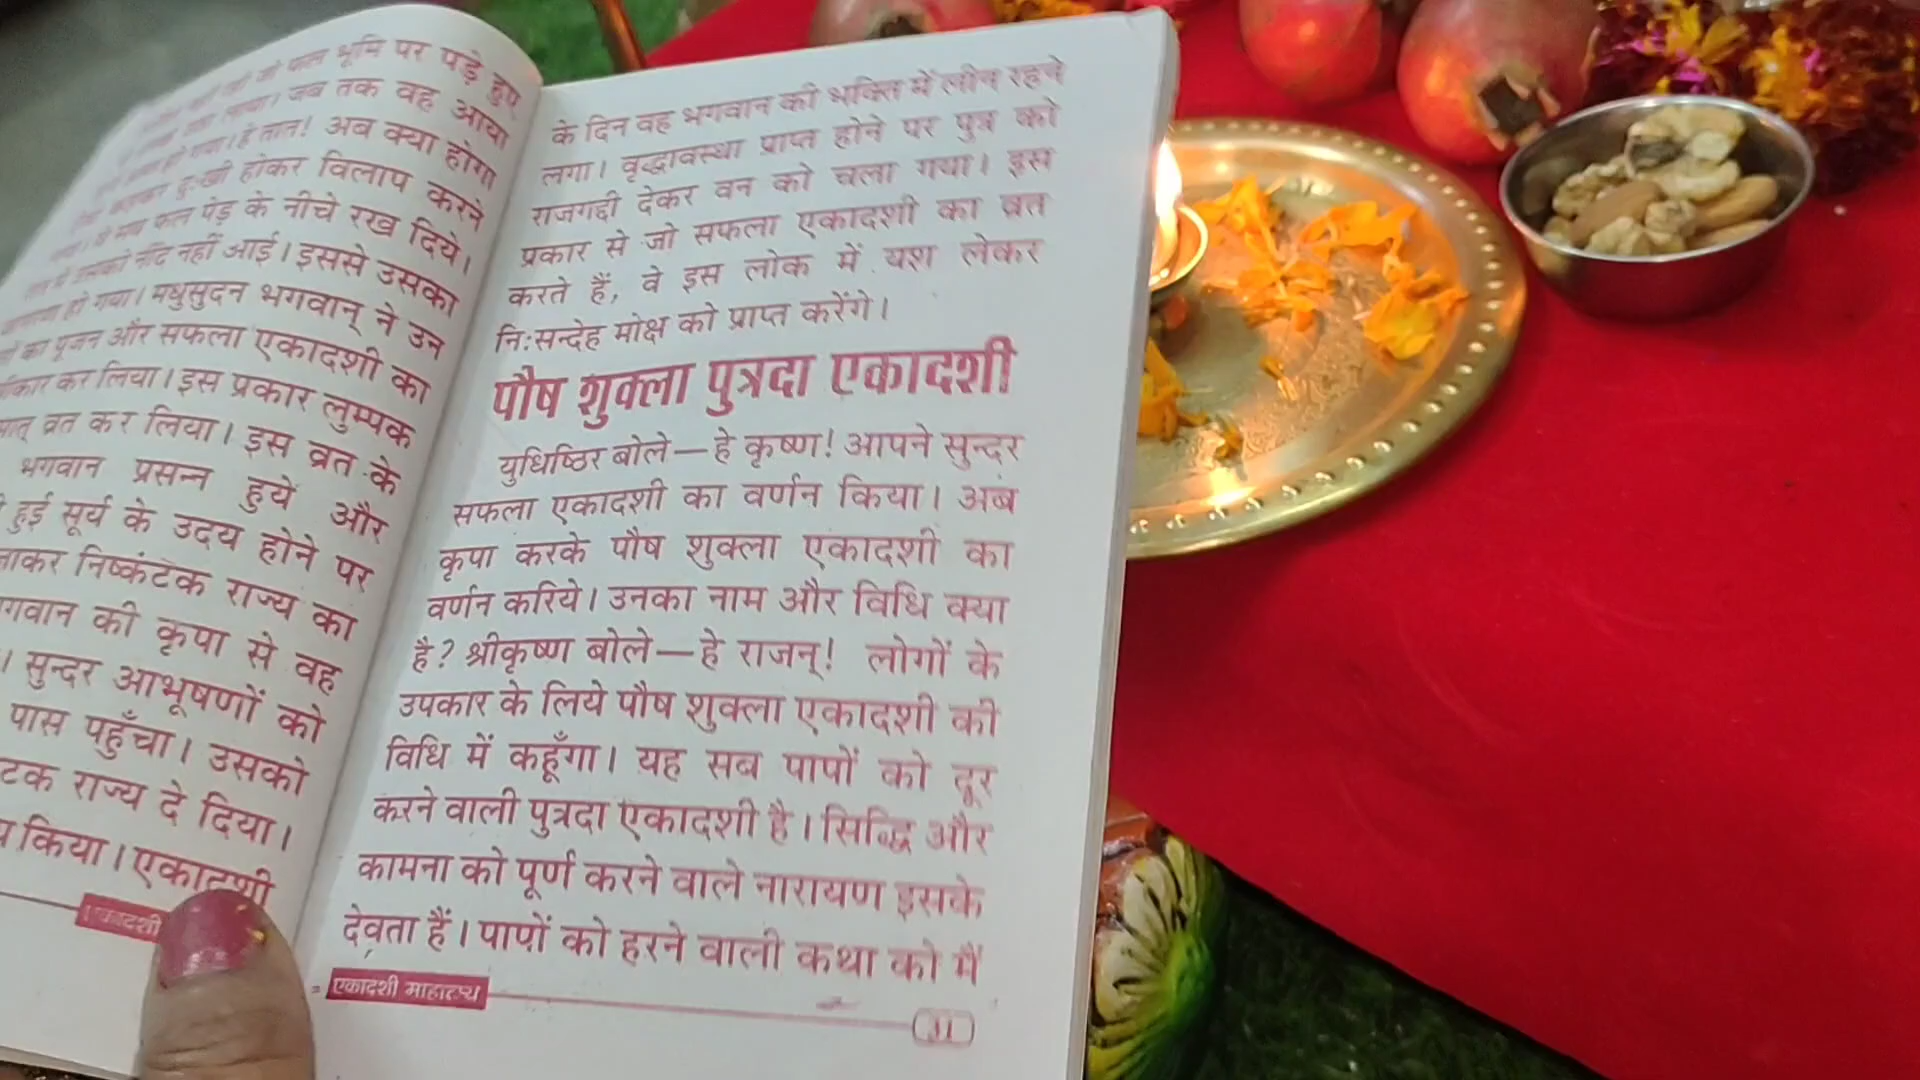 फल भूमि पर पड़े हुए
जब तक वह आया
हे तात! अब क्या होगा
दुःखी होकर विलाप करने
फल पेड़ के नीचे रख दिये।
उसको नींद नहीं आई। इससे उसका
हो गया। मधुसुदन भगवान् ने उन
का पूजन और सफला एकादशी का
कर लिया। इस प्रकार लुम्पक
व्रत कर लिया। इस व्रत के
भगवान प्रसन्न हुये और
हुई सूर्य के उदय होने पर
निष्कंटक राज्य का
की कृपा से वह
। सुन्दर आभूषणों को
पास पहुँचा। उसको
राज्य दे दिया।
किया। एकादशी
एकादशी
के दिन वह भगवान की भक्ति में लीन रहने
लगा। वृद्धावस्था प्राप्त होने पर पुत्र को
राजगद्दी देकर वन को चला गया। इस
प्रकार से जो सफला एकादशी का व्रत
करते हैं, वे इस लोक में यश लेकर
नि:सन्देह मोक्ष को प्राप्त करेंगे।
पौष शुक्ला पुत्रदा एकादशी
युधिष्ठिर बोले—हे कृष्ण! आपने सुन्दर
सफला एकादशी का वर्णन किया। अब
कृपा करके पौष शुक्ला एकादशी का
वर्णन करिये। उनका नाम और विधि क्या
है? श्रीकृष्ण बोले—हे राजन्! लोगों के
उपकार के लिये पौष शुक्ला एकादशी की
विधि में कहूँगा। यह सब पापों को दूर
करने वाली पुत्रदा एकादशी है। सिद्धि और
कामना को पूर्ण करने वाले नारायण इसके
देवता हैं। पापों को हरने वाली कथा को मैं
एकादशी माहात्म्य
31